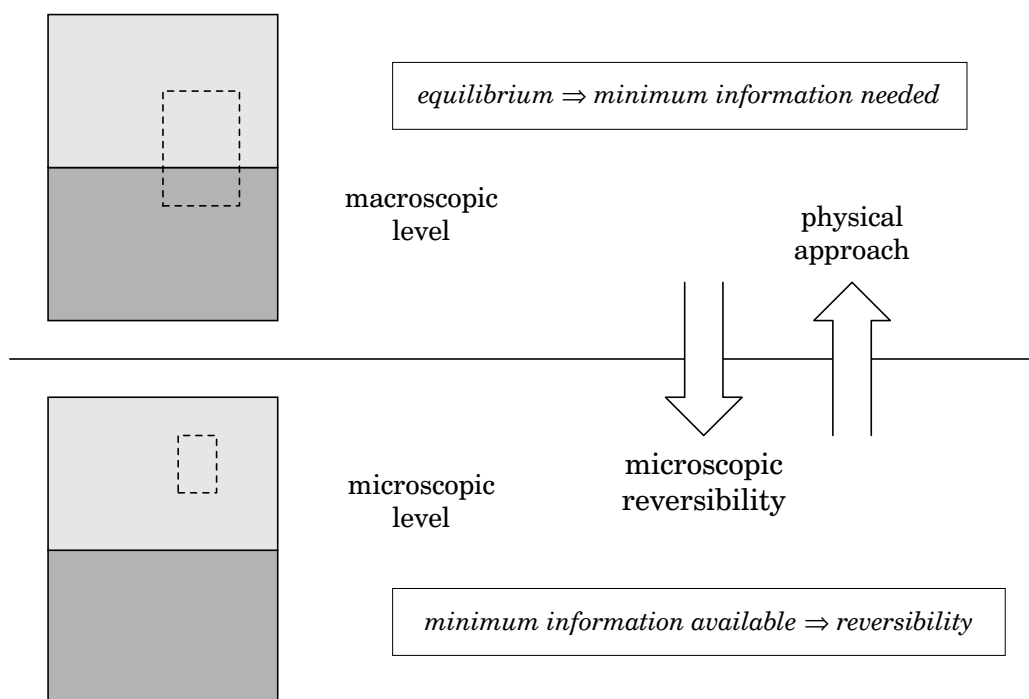 equilibrium ⇒ minimum information needed
macroscopic
level
physical
approach
microscopic
reversibility
microscopic
level
minimum information available ⇒ reversibility